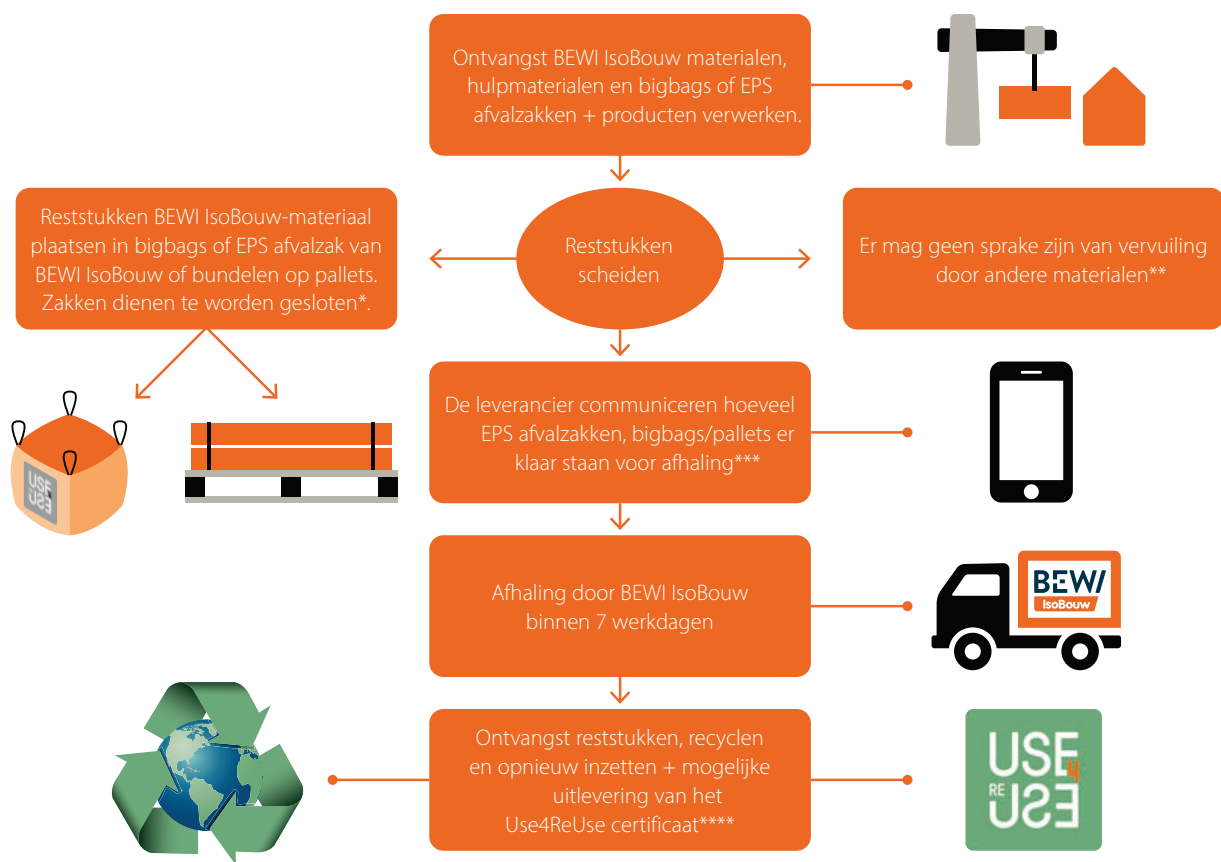 Ontvangst BEWI IsoBouw materialen,
hulpmaterialen en bigbags of EPS
afvalzakken + producten verwerken.
Reststukken BEWI IsoBouw-materiaal
plaatsen in bigbags of EPS afvalzak van
BEWI IsoBouw of bundelen op pallets.
Zakken dienen te worden gesloten*.
Reststukken
scheiden
Er mag geen sprake zijn van vervuiling
door andere materialen**
USE
USE
De leverancier communiceren hoeveel
EPS afvalzakken, bigbags/pallets er
klaar staan voor afhaling***
Afhaling door BEWI IsoBouw
binnen 7 werkdagen
BEWI
IsoBouw
Ontvangst reststukken, recyclen
en opnieuw inzetten + mogelijke
uitlevering van het
Use4ReUse certificaat****
USE
4
RE
USE